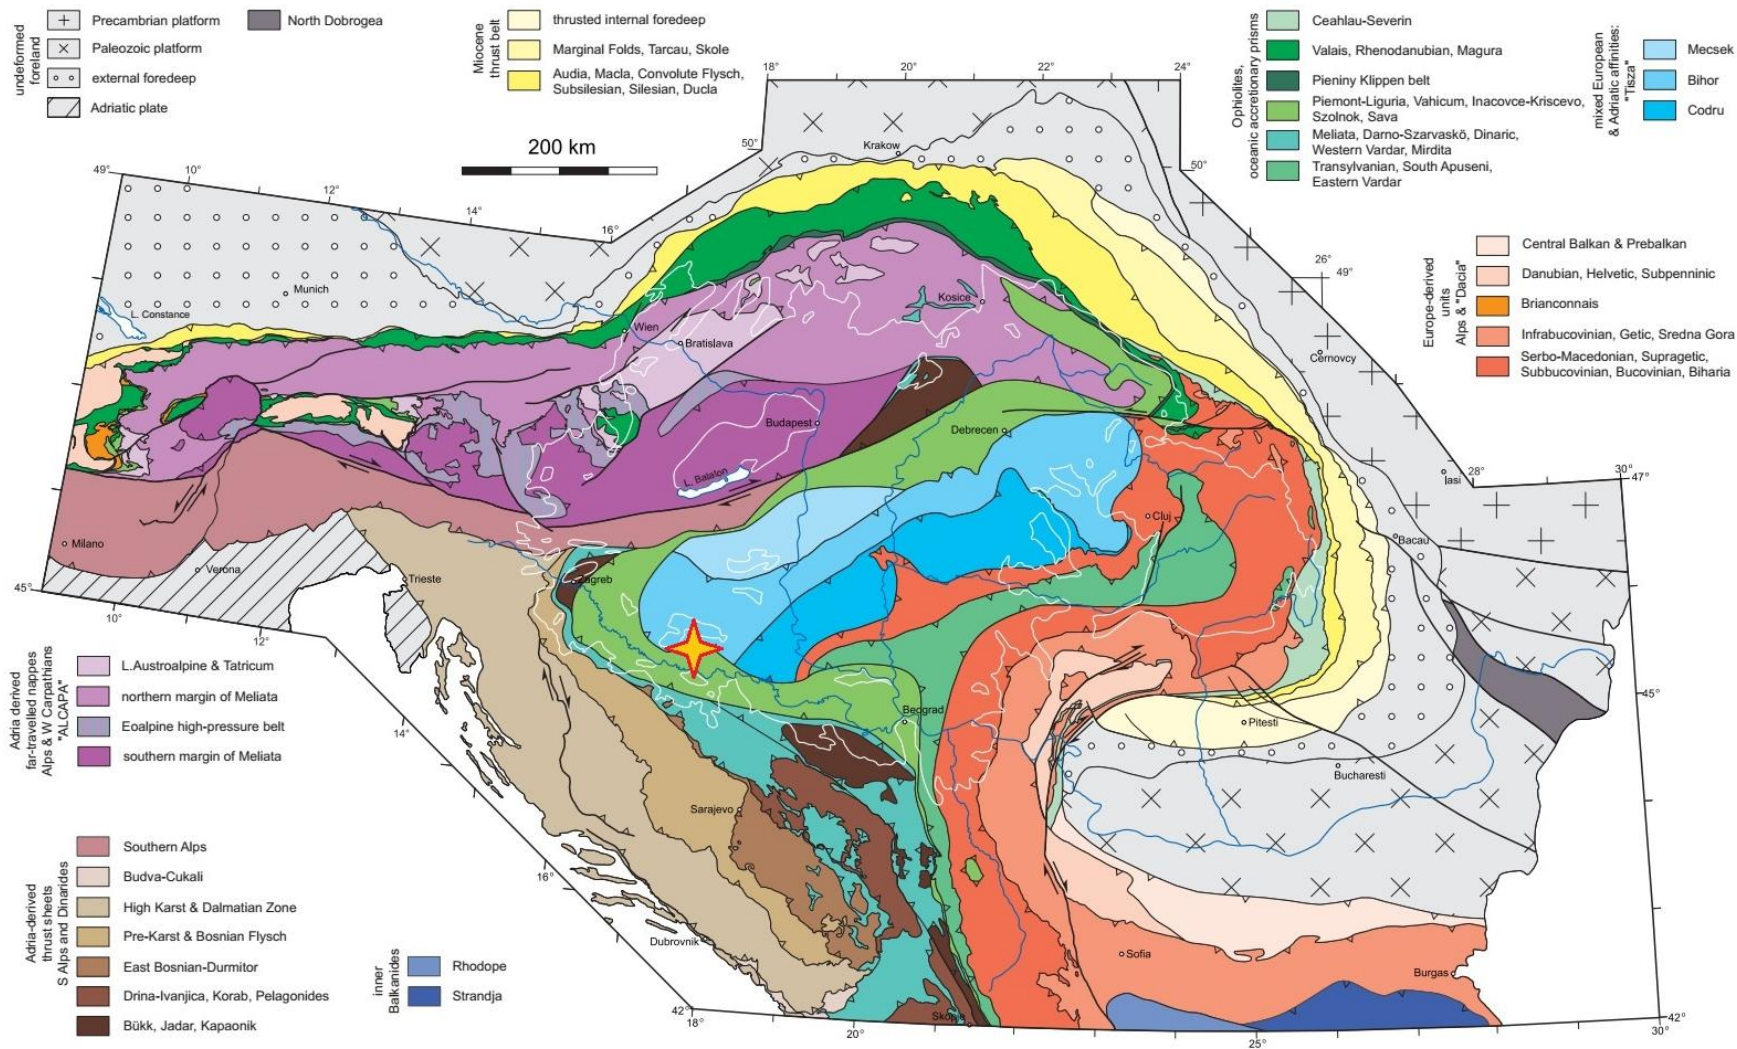 undeformed
foreland
Precambrian platform
Paleozoic platform
external foredeep
Adriatic plate
North Dobrogea
Miocene
thrust belt
thrusted internal foredeep
Marginal Folds, Tarcau, Skole
Audia, Macla, Convolute Flysch,
Subsilesian, Silesian, Ducla
Ophiolites,
oceanic accretionary prisms
Ceahlau-Severin
Valais, Rhenodanubian, Magura
Pieniny Klippen belt
Piemont-Liguria, Vahicum, Inacovce-Kriscevo,
Szolnok, Sava
Meliata, Darno-Szarvaskö, Dinaric,
Western Vardar, Mirdita
Transylvanian, South Apuseni,
Eastern Vardar
mixed European
& Adriatic affinities:
"Tisza"
Mecsek
Bihor
Codru
Europe-derived
units
Alps & "Dacia"
Central Balkan & Prebalkan
Danubian, Helvetic, Subpenninic
Brianconnais
Infrabucovinian, Getic, Sredna Gora
Serbo-Macedonian, Supragetic,
Subbucovinian, Bucovinian, Biharia
200 km
18°
20°
22°
24°
50°
Krakow
50°
49°
10°
12°
14°
16°
26°
49°
Munich
L. Constance
Wien
Bratislava
Kosice
Cernovcy
Budapest
Debrecen
L. Balaton
Cluj
Iasi
28°
30°
47°
Bacau
Milano
Verona
Trieste
Zagreb
45°
10°
12°
14°
16°
45°
Beograd
Pitesti
Bucharesti
Sarajevo
Dubrovnik
Sofia
Burgas
Skopje
42°
18°
20°
25°
30°
42°
Adria derived
far-travelled nappes
Alps & W Carpathians
"ALCAPA"
L.Austroalpine & Tatricum
northern margin of Meliata
Eoalpine high-pressure belt
southern margin of Meliata
Adria-derived
thrust sheets
S Alps and Dinarides
Southern Alps
Budva-Cukali
High Karst & Dalmatian Zone
Pre-Karst & Bosnian Flysch
East Bosnian-Durmitor
Drina-Ivanjica, Korab, Pelagonides
Bükk, Jadar, Kapaonik
inner
Balkanides
Rhodope
Strandja